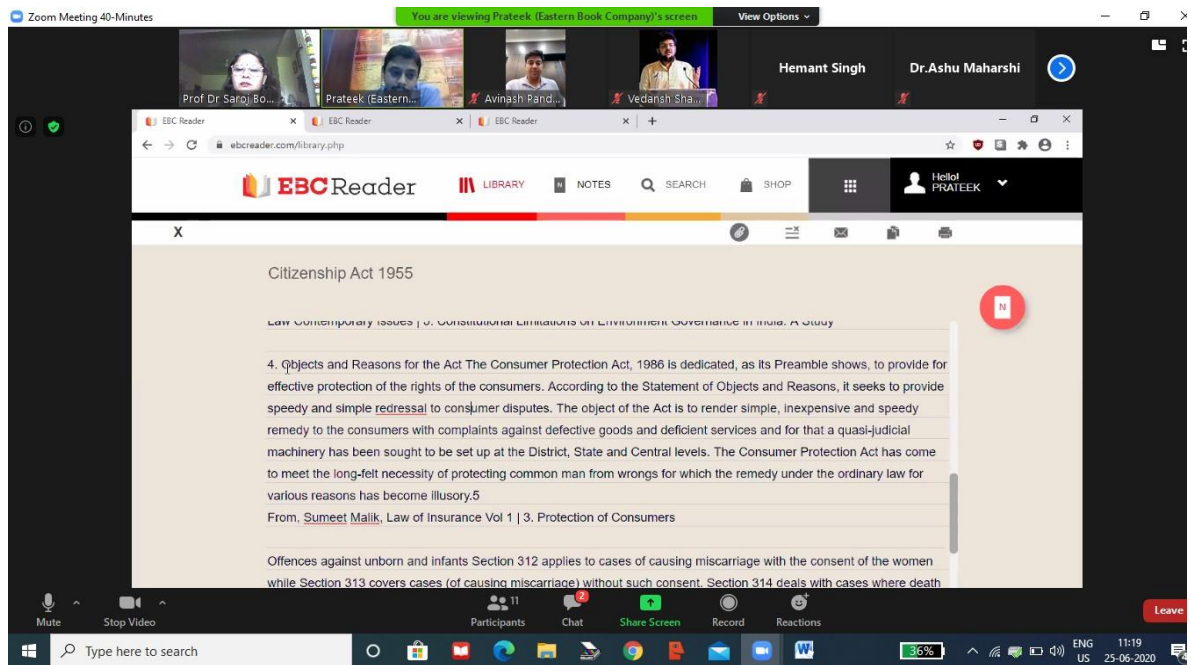 Zoom Meeting 40-Minutes
You are viewing Prateek (Eastern Book Company)'s screen
View Options
Prof Dr Saroj Bo...
Prateek (Eastern...
Avinash Pand...
Vedansh Sha...
Hemant Singh
Dr.Ashu Maharshi
EBC Reader
EBC Reader
EBC Reader
ebcreader.com/library.php
EBC Reader
LIBRARY
N NOTES
SEARCH
SHOP
Hello!
PRATEEK
X
Citizenship Act 1955
N
Law Contemporary Issues | 3. Constitutional Limitations on Environment Governance in India: A Study
4. Objects and Reasons for the Act The Consumer Protection Act, 1986 is dedicated, as its Preamble shows, to provide for
effective protection of the rights of the consumers. According to the Statement of Objects and Reasons, it seeks to provide
speedy and simple redressal to consumer disputes. The object of the Act is to render simple, inexpensive and speedy
remedy to the consumers with complaints against defective goods and deficient services and for that a quasi-judicial
machinery has been sought to be set up at the District, State and Central levels. The Consumer Protection Act has come
to meet the long-felt necessity of protecting common man from wrongs for which the remedy under the ordinary law for
various reasons has become illusory.5
From, Sumeet Malik, Law of Insurance Vol 1 | 3. Protection of Consumers
Offences against unborn and infants Section 312 applies to cases of causing miscarriage with the consent of the women
while Section 313 covers cases (of causing miscarriage) without such consent. Section 314 deals with cases where death
Mute
Stop Video
11
Participants
2
Chat
Share Screen
Record
Reactions
Leave
Type here to search
W
36%
ENG
US
11:19
25-06-2020